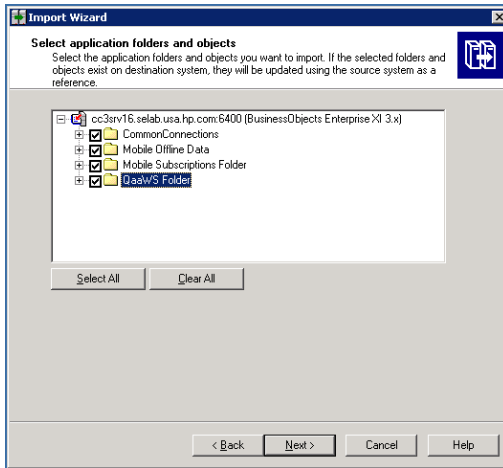 Import Wizard
Select application folders and objects
Select the application folders and objects you want to import. If the selected folders and
objects exist on destination system, they will be updated using the source system as a
reference.
cc3srv16.selab.usa.hp.com:6400 (BusinessObjects Enterprise XI 3.x)
CommonConnections
Mobile Offline Data
Mobile Subscriptions Folder
QaaWS Folder
Select All
Clear All
< Back
Next >
Cancel
Help